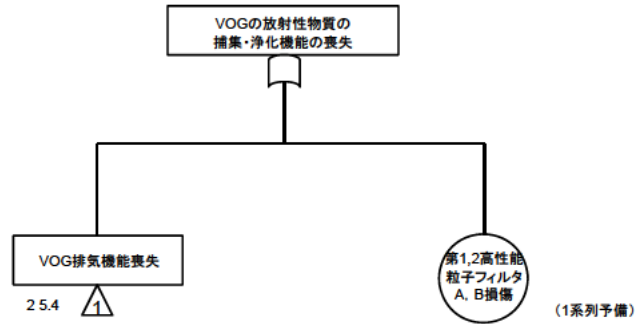 VOGの放射性物質の
捕集・浄化機能の喪失
VOG排気機能喪失
第1,2高性能
粒子フィルタ
A, B損傷
2 5.4
1
(1系列予備)